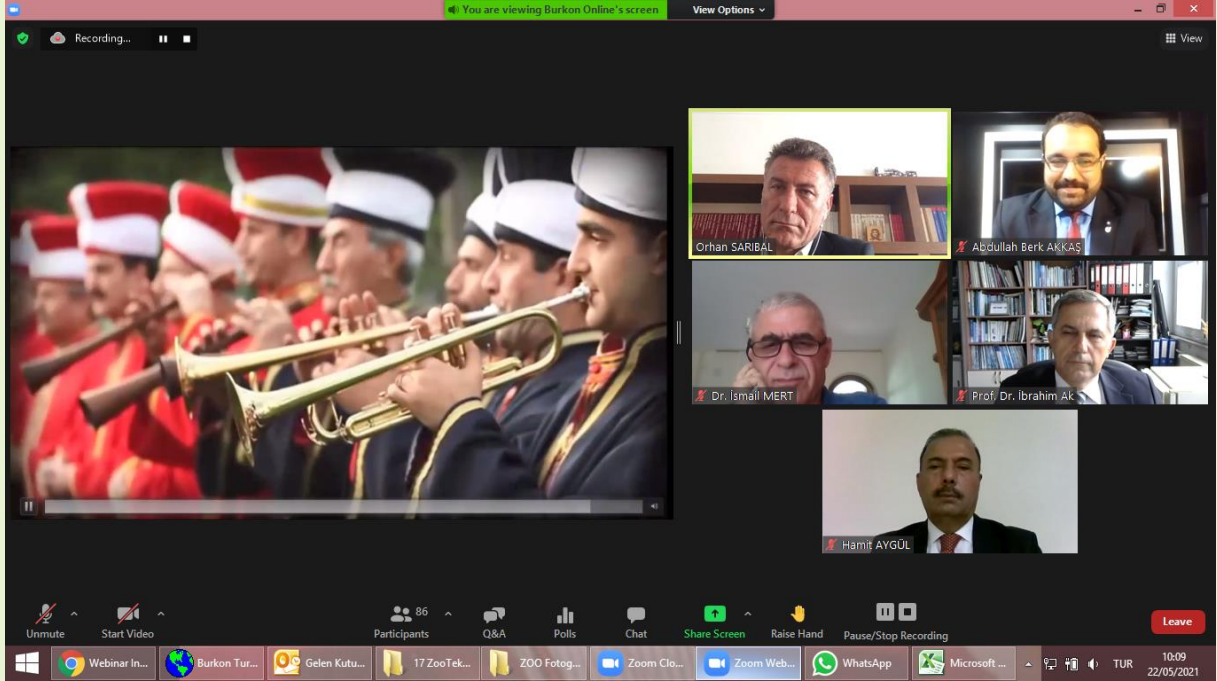 You are viewing Burkon Online's screen
View Options
Recording...
View
Orhan SARIBAL
Abdullah Berk AKKAŞ
Dr. İsmail MERT
Prof. Dr. İbrahim Ak
Hamit AYGÜL
Unmute
Start Video
86
Participants
Q&A
Polls
Chat
Share Screen
Raise Hand
Pause/Stop Recording
Leave
Webinar In...
Burkon Tur...
Gelen Kutu...
17 ZooTek...
ZOO Fotog...
Zoom Clo...
Zoom Web...
WhatsApp
Microsoft ...
TUR
10:09
22/05/2021